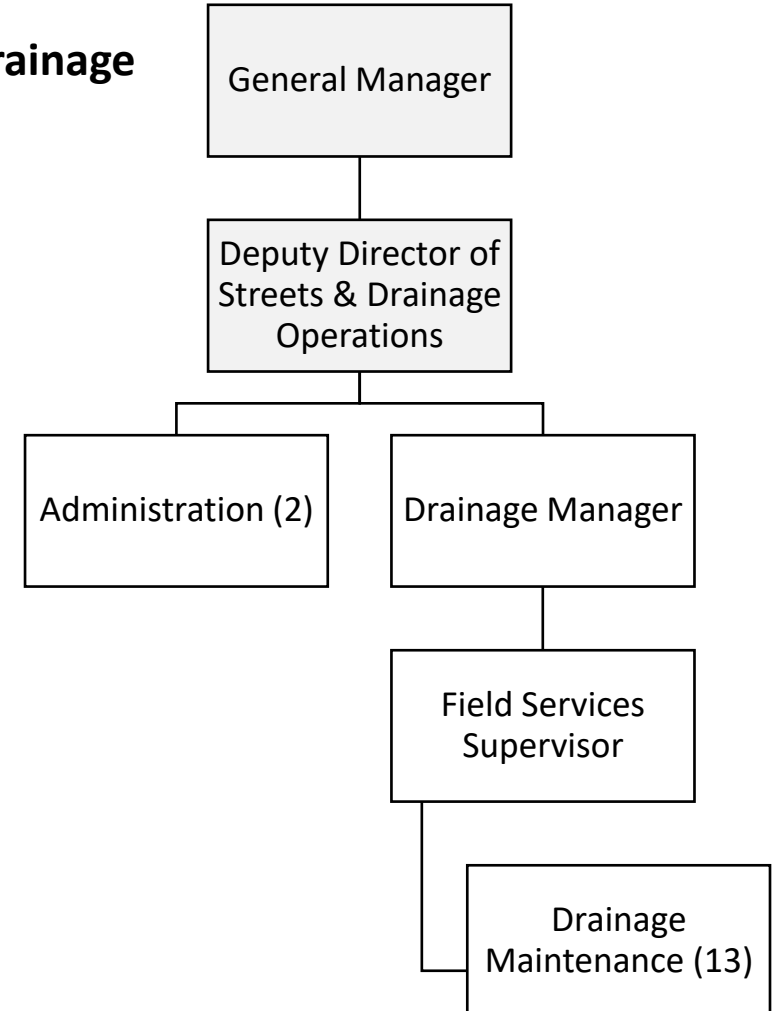 rainage
General Manager
Deputy Director of
Streets & Drainage
Operations
Administration (2)
Drainage Manager
Field Services
Supervisor
Drainage
Maintenance (13)